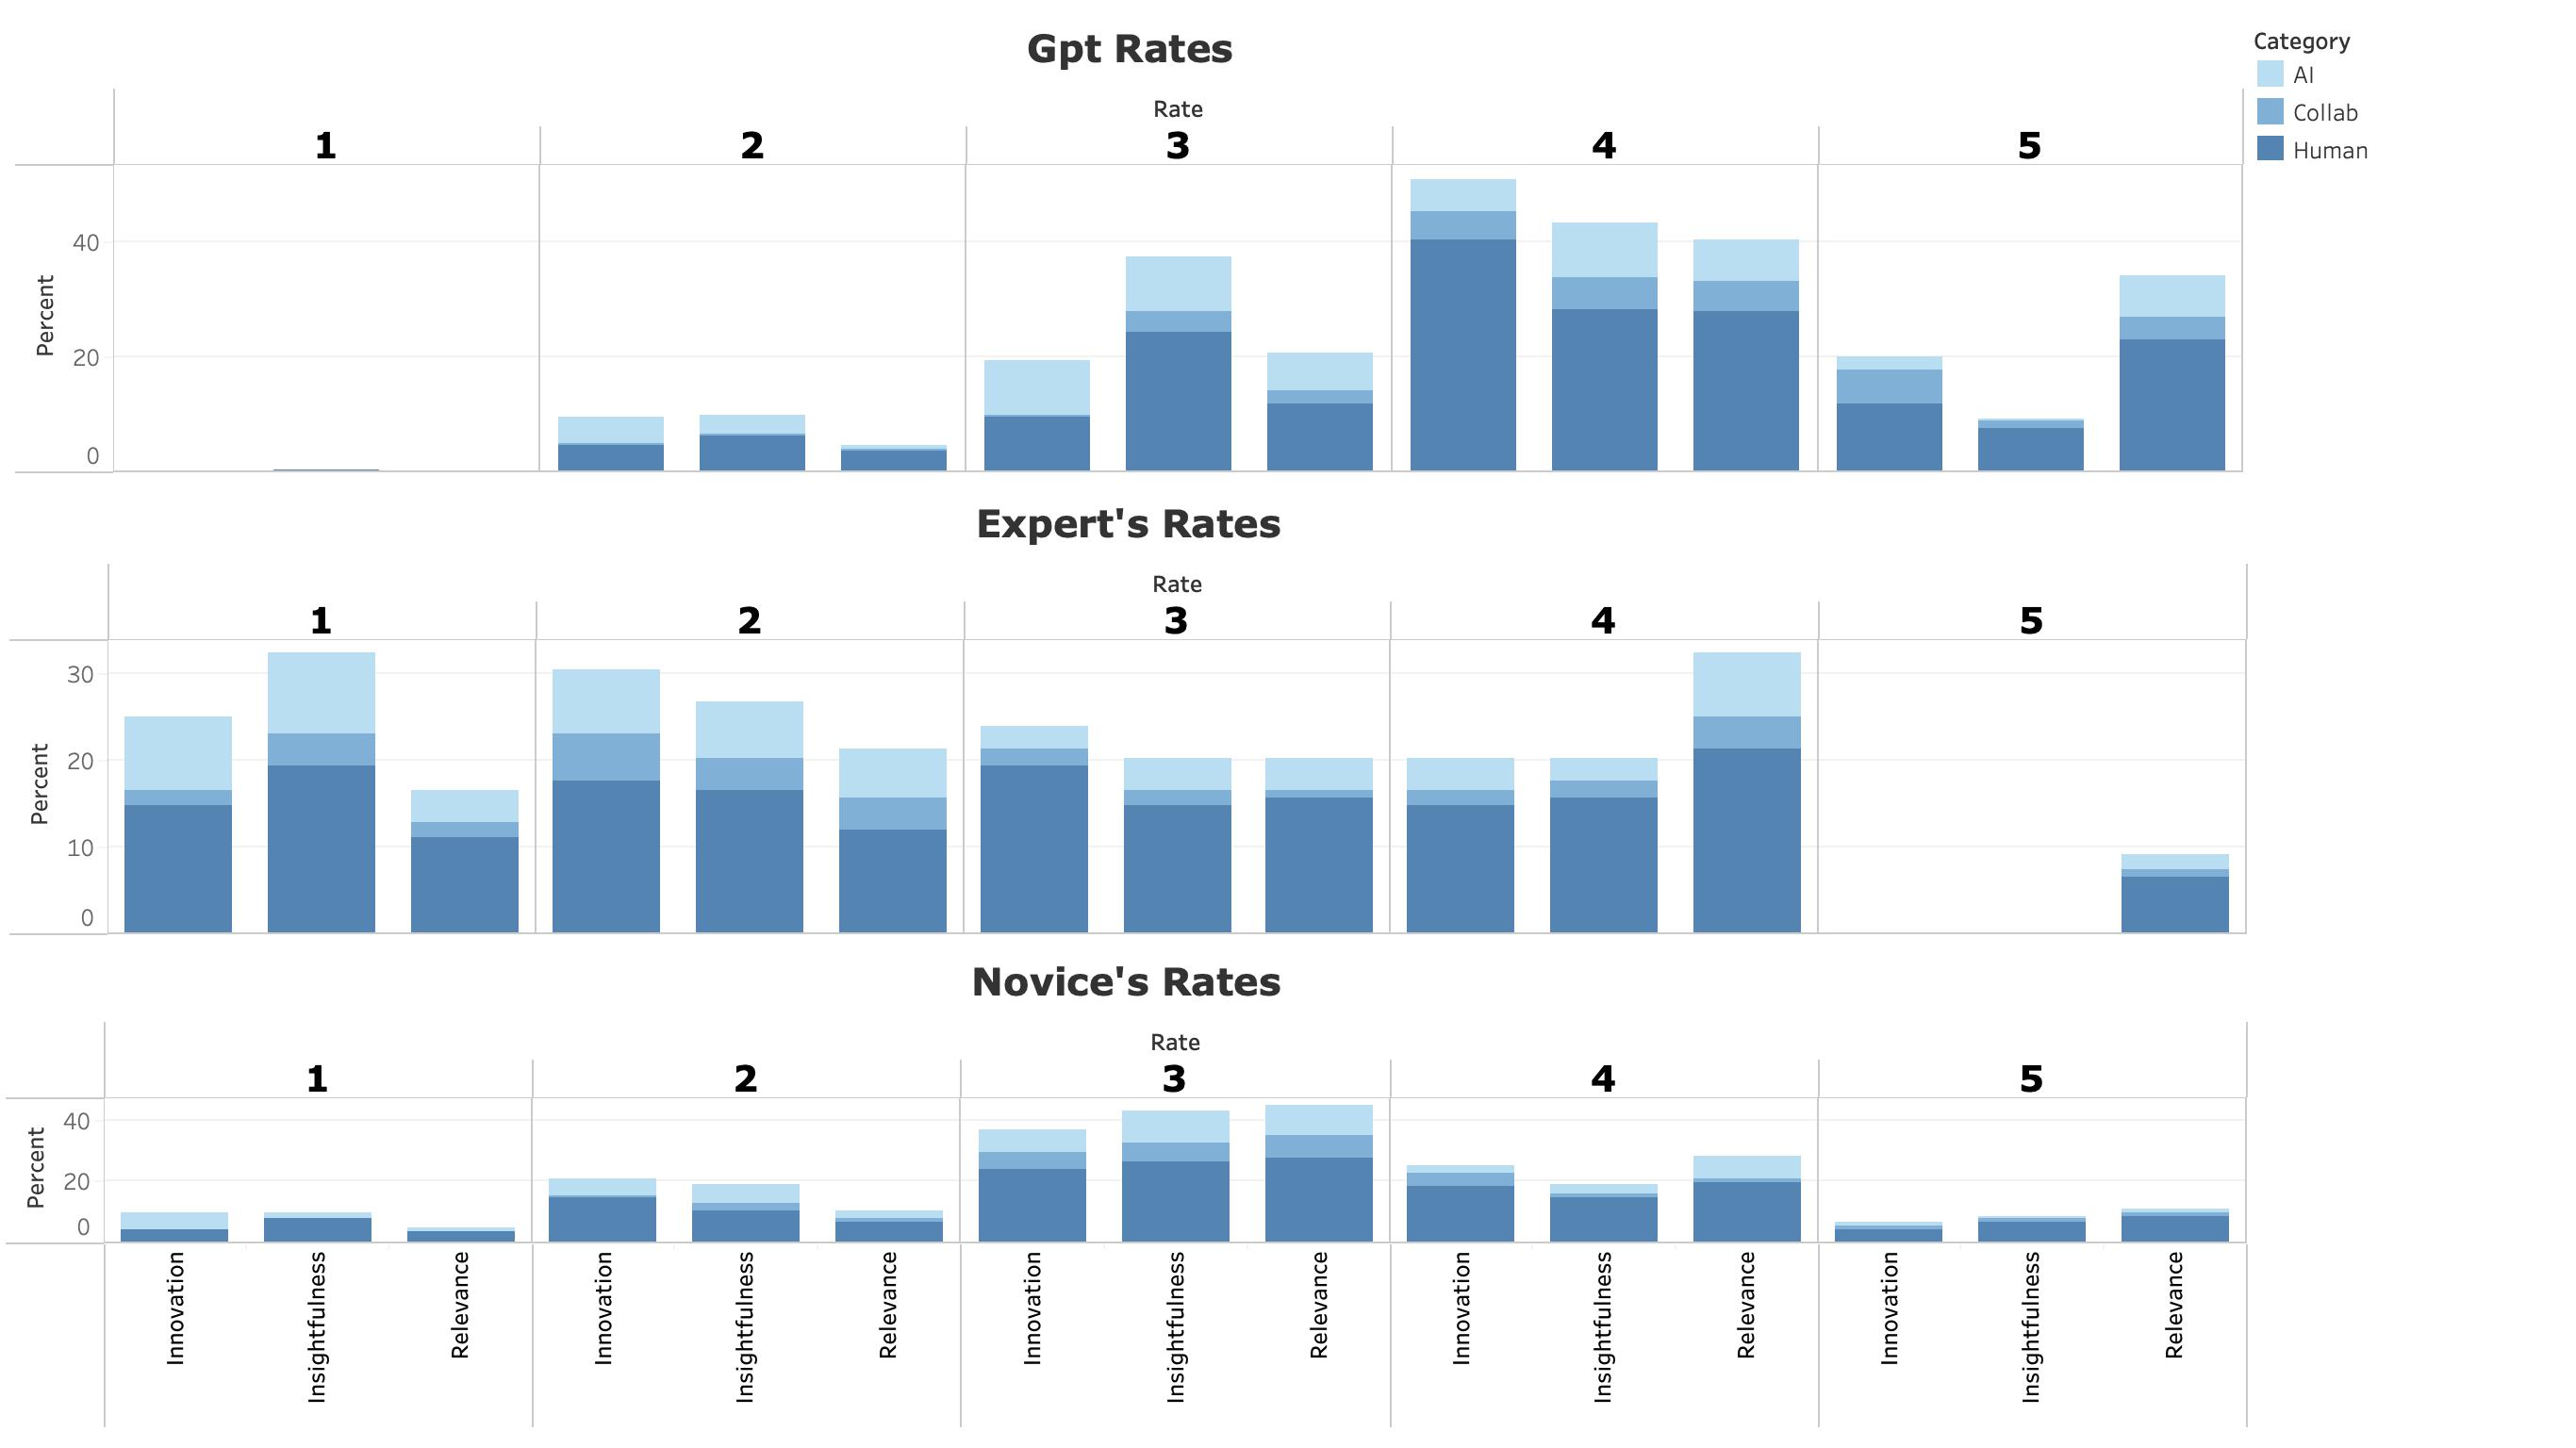 Gpt Rates
Category
AI
Collab
Human
Rate
1 2 3 4 5
Percent
40
20
0
Expert's Rates
Rate
1 2 3 4 5
Percent
30
20
10
0
Novice's Rates
Rate
1 2 3 4 5
Percent
40
20
0
Innovation Insightfulness Relevance Innovation Insightfulness Relevance Innovation Insightfulness Relevance Innovation Insightfulness Relevance Innovation Insightfulness Relevance